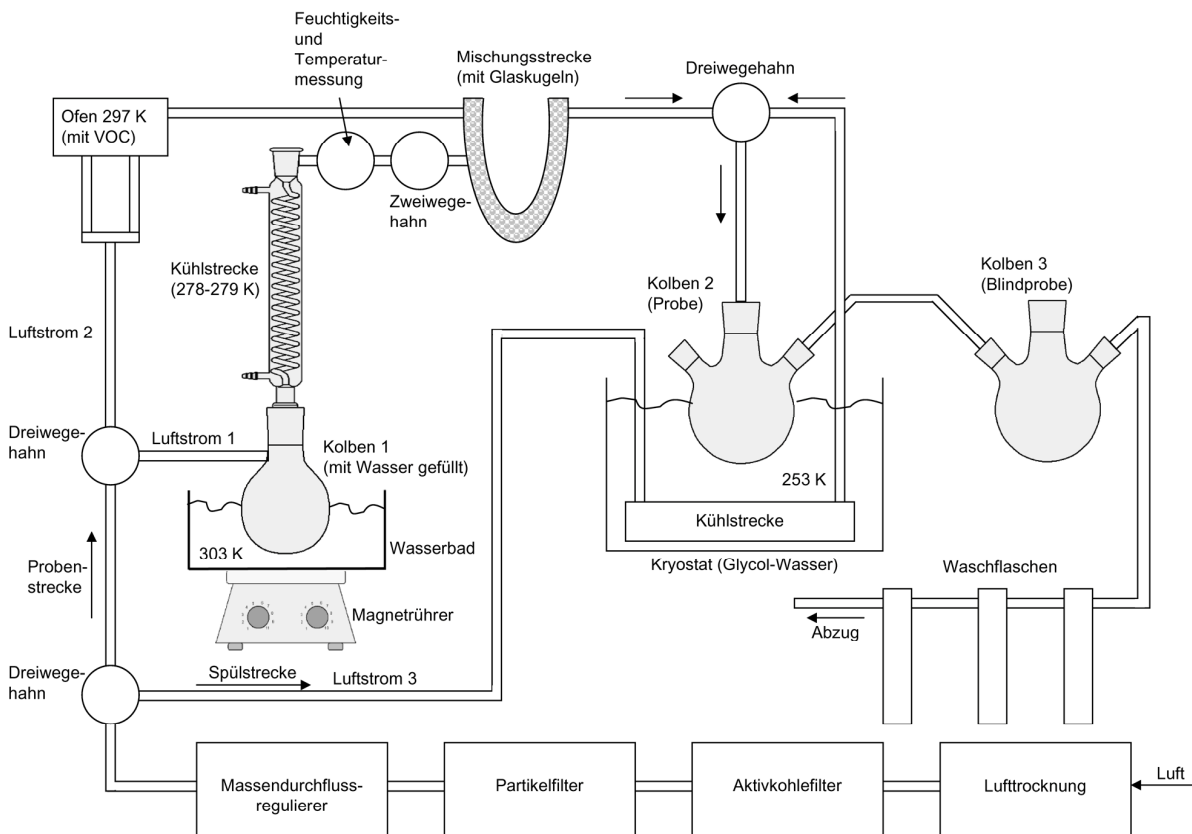 Feuchtigkeits-
und
Temperatur-
messung
Mischungsstrecke
(mit Glaskugeln)
Dreiwegehahn
Ofen 297 K
(mit VOC)
Zweiwege-
hahn
Kühlstrecke
(278-279 K)
Kolben 2
(Probe)
Kolben 3
(Blindprobe)
Luftstrom 2
Dreiwege-
hahn
Luftstrom 1
Kolben 1
(mit Wasser gefüllt)
253 K
Kühlstrecke
303 K
Wasserbad
Kryostat (Glycol-Wasser)
Waschflaschen
Proben-
strecke
Magnetrührer
Abzug
Dreiwege-
hahn
Spülstrecke
Luftstrom 3
Massendurchfluss-
regulierer
Partikelfilter
Aktivkohlefilter
Lufttrocknung
Luft